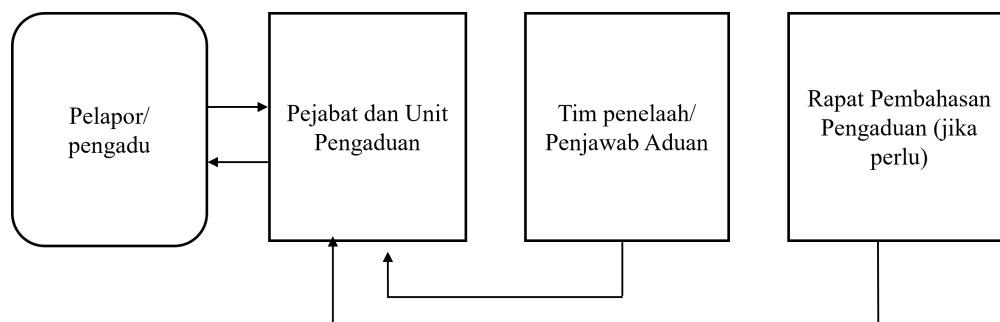 Pelapor/
pengadu
Pejabat dan Unit
Pengaduan
Tim penelaah/
Penjawab Aduan
Rapat Pembahasan
Pengaduan (jika
perlu)